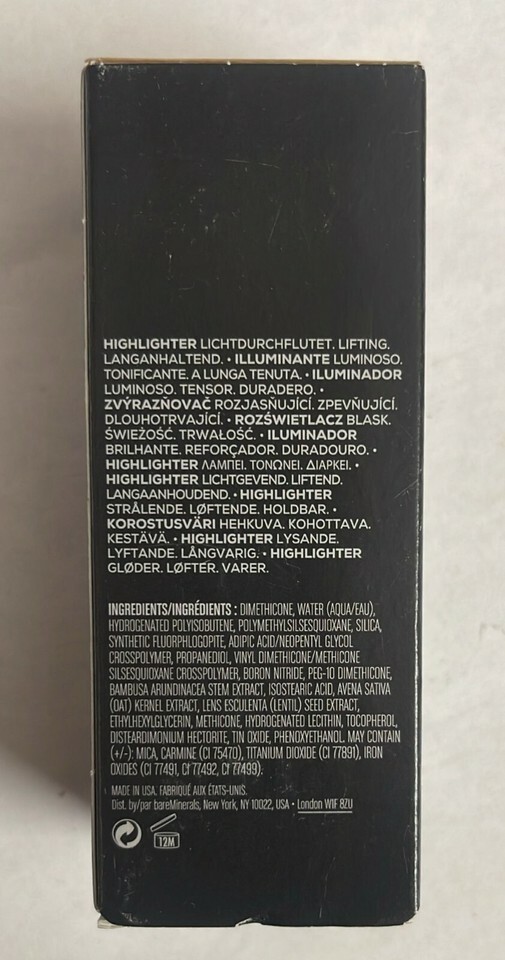 HIGHLIGHTER LICHTDURCHFLUTET. LIFTING.
LANGANHALTEND. • ILLUMINANTE LUMINOSO.
TONIFICANTE. A LUNGA TENUTA. • ILUMINADOR
LUMINOSO. TENSOR. DURADERO. •
ZVÝRAZŇOVAČ ROZJASŇUJÍCÍ. ZPEVŇUJÍCÍ.
DLOUHOTRVAJÍCÍ. • ROZŚWIETLACZ BLASK.
ŚWIEŻOŚĆ. TRWAŁOŚĆ. • ILUMINADOR
BRILHANTE. REFORÇADOR. DURADOURO. •
HIGHLIGHTER ΛΑΜΠΕΙ. ΤΟΝΩΝΕΙ. ΔΙΑΡΚΕΙ. •
HIGHLIGHTER LICHTGEVEND. LIFTEND.
LANGAANHOUDEND. • HIGHLIGHTER
STRÅLENDE. LØFTENDE. HOLDBAR. •
KOROSTUSVÄRI HEHKUVA. KOHOTTAVA.
KESTÄVÄ. • HIGHLIGHTER LYSANDE.
LYFTANDE. LÅNGVARIG. • HIGHLIGHTER
GLØDER. LØFTER. VARER.
INGREDIENTS/INGRÉDIENTS : DIMETHICONE, WATER (AQUA/EAU),
HYDROGENATED POLYISOBUTENE, POLYMETHYLSILSESQUIOXANE, SILICA,
SYNTHETIC FLUORPHLOGOPITE, ADIPIC ACID/NEOPENTYL GLYCOL
CROSSPOLYMER, PROPANEDIOL, VINYL DIMETHICONE/METHICONE
SILSESQUIOXANE CROSSPOLYMER, BORON NITRIDE, PEG-10 DIMETHICONE,
BAMBUSA ARUNDINACEA STEM EXTRACT, ISOSTEARIC ACID, AVENA SATIVA
(OAT) KERNEL EXTRACT, LENS ESCULENTA (LENTIL) SEED EXTRACT,
ETHYLHEXYLGLYCERIN, METHICONE, HYDROGENATED LECITHIN, TOCOPHEROL,
DISTEARDIMONIUM HECTORITE, TIN OXIDE, PHENOXYETHANOL. MAY CONTAIN
(+/-): MICA, CARMINE (CI 75470), TITANIUM DIOXIDE (CI 77891), IRON
OXIDES (CI 77491, CI 77492, CI 77499).
MADE IN USA. FABRIQUÉ AUX ÉTATS-UNIS.
Dist. by/par bareMinerals, New York, NY 10022, USA • London W1F 8ZU
12M